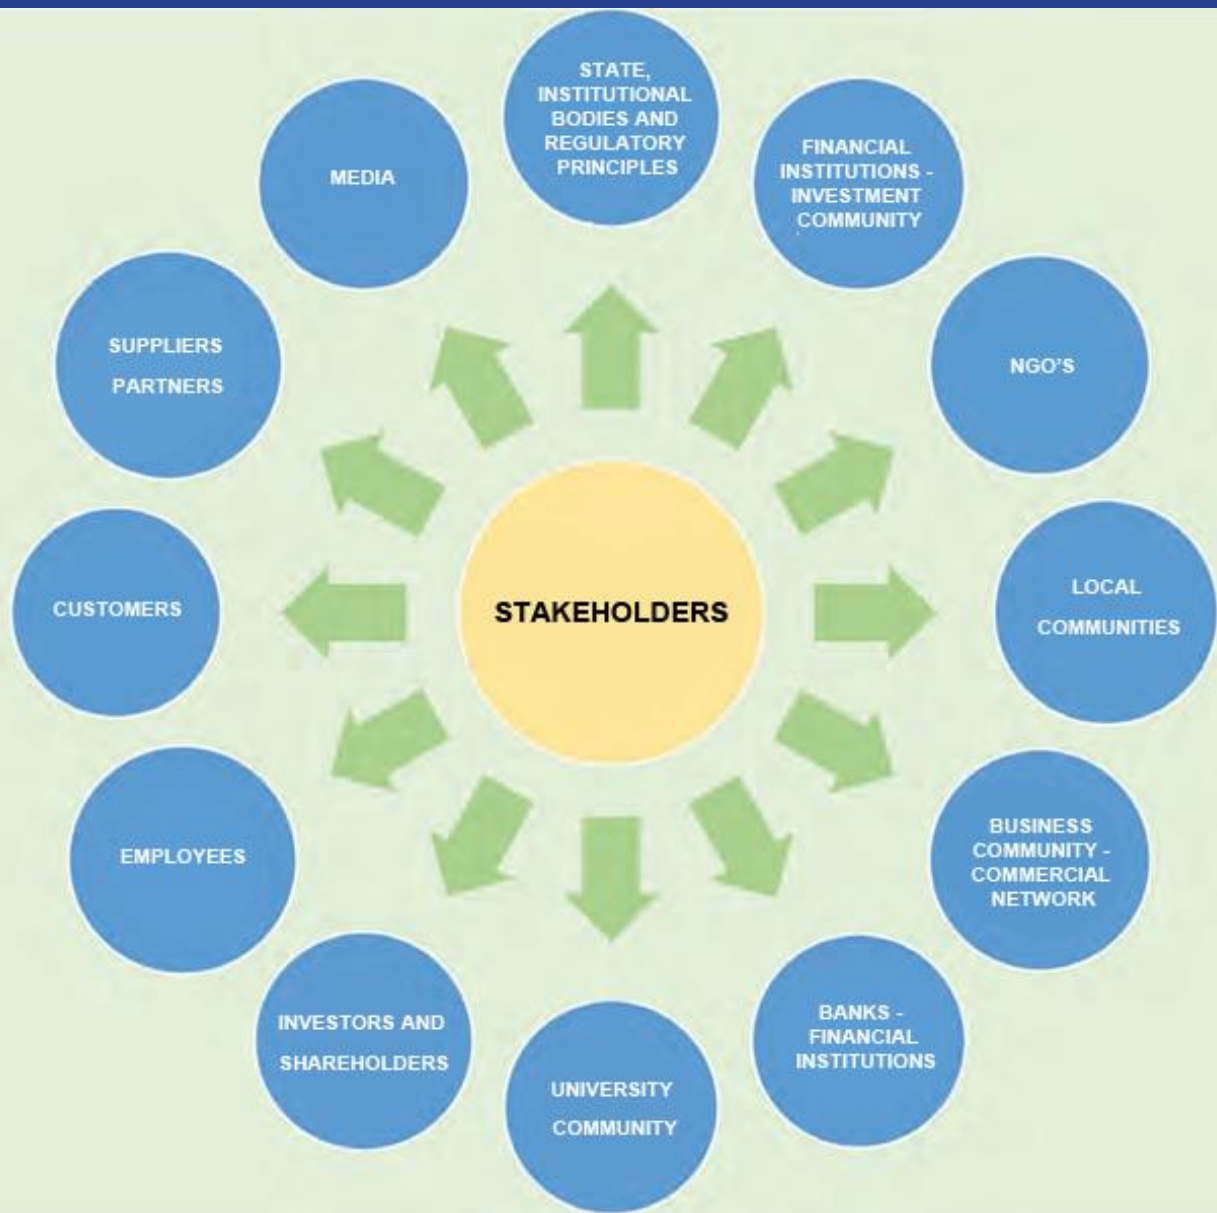 STATE,
INSTITUTIONAL
BODIES AND
REGULATORY
PRINCIPLES
FINANCIAL
INSTITUTIONS -
INVESTMENT
COMMUNITY
NGO'S
LOCAL
COMMUNITIES
BUSINESS
COMMUNITY -
COMMERCIAL
NETWORK
BANKS -
FINANCIAL
INSTITUTIONS
UNIVERSITY
COMMUNITY
INVESTORS AND
SHAREHOLDERS
EMPLOYEES
CUSTOMERS
SUPPLIERS
PARTNERS
MEDIA
STAKEHOLDERS